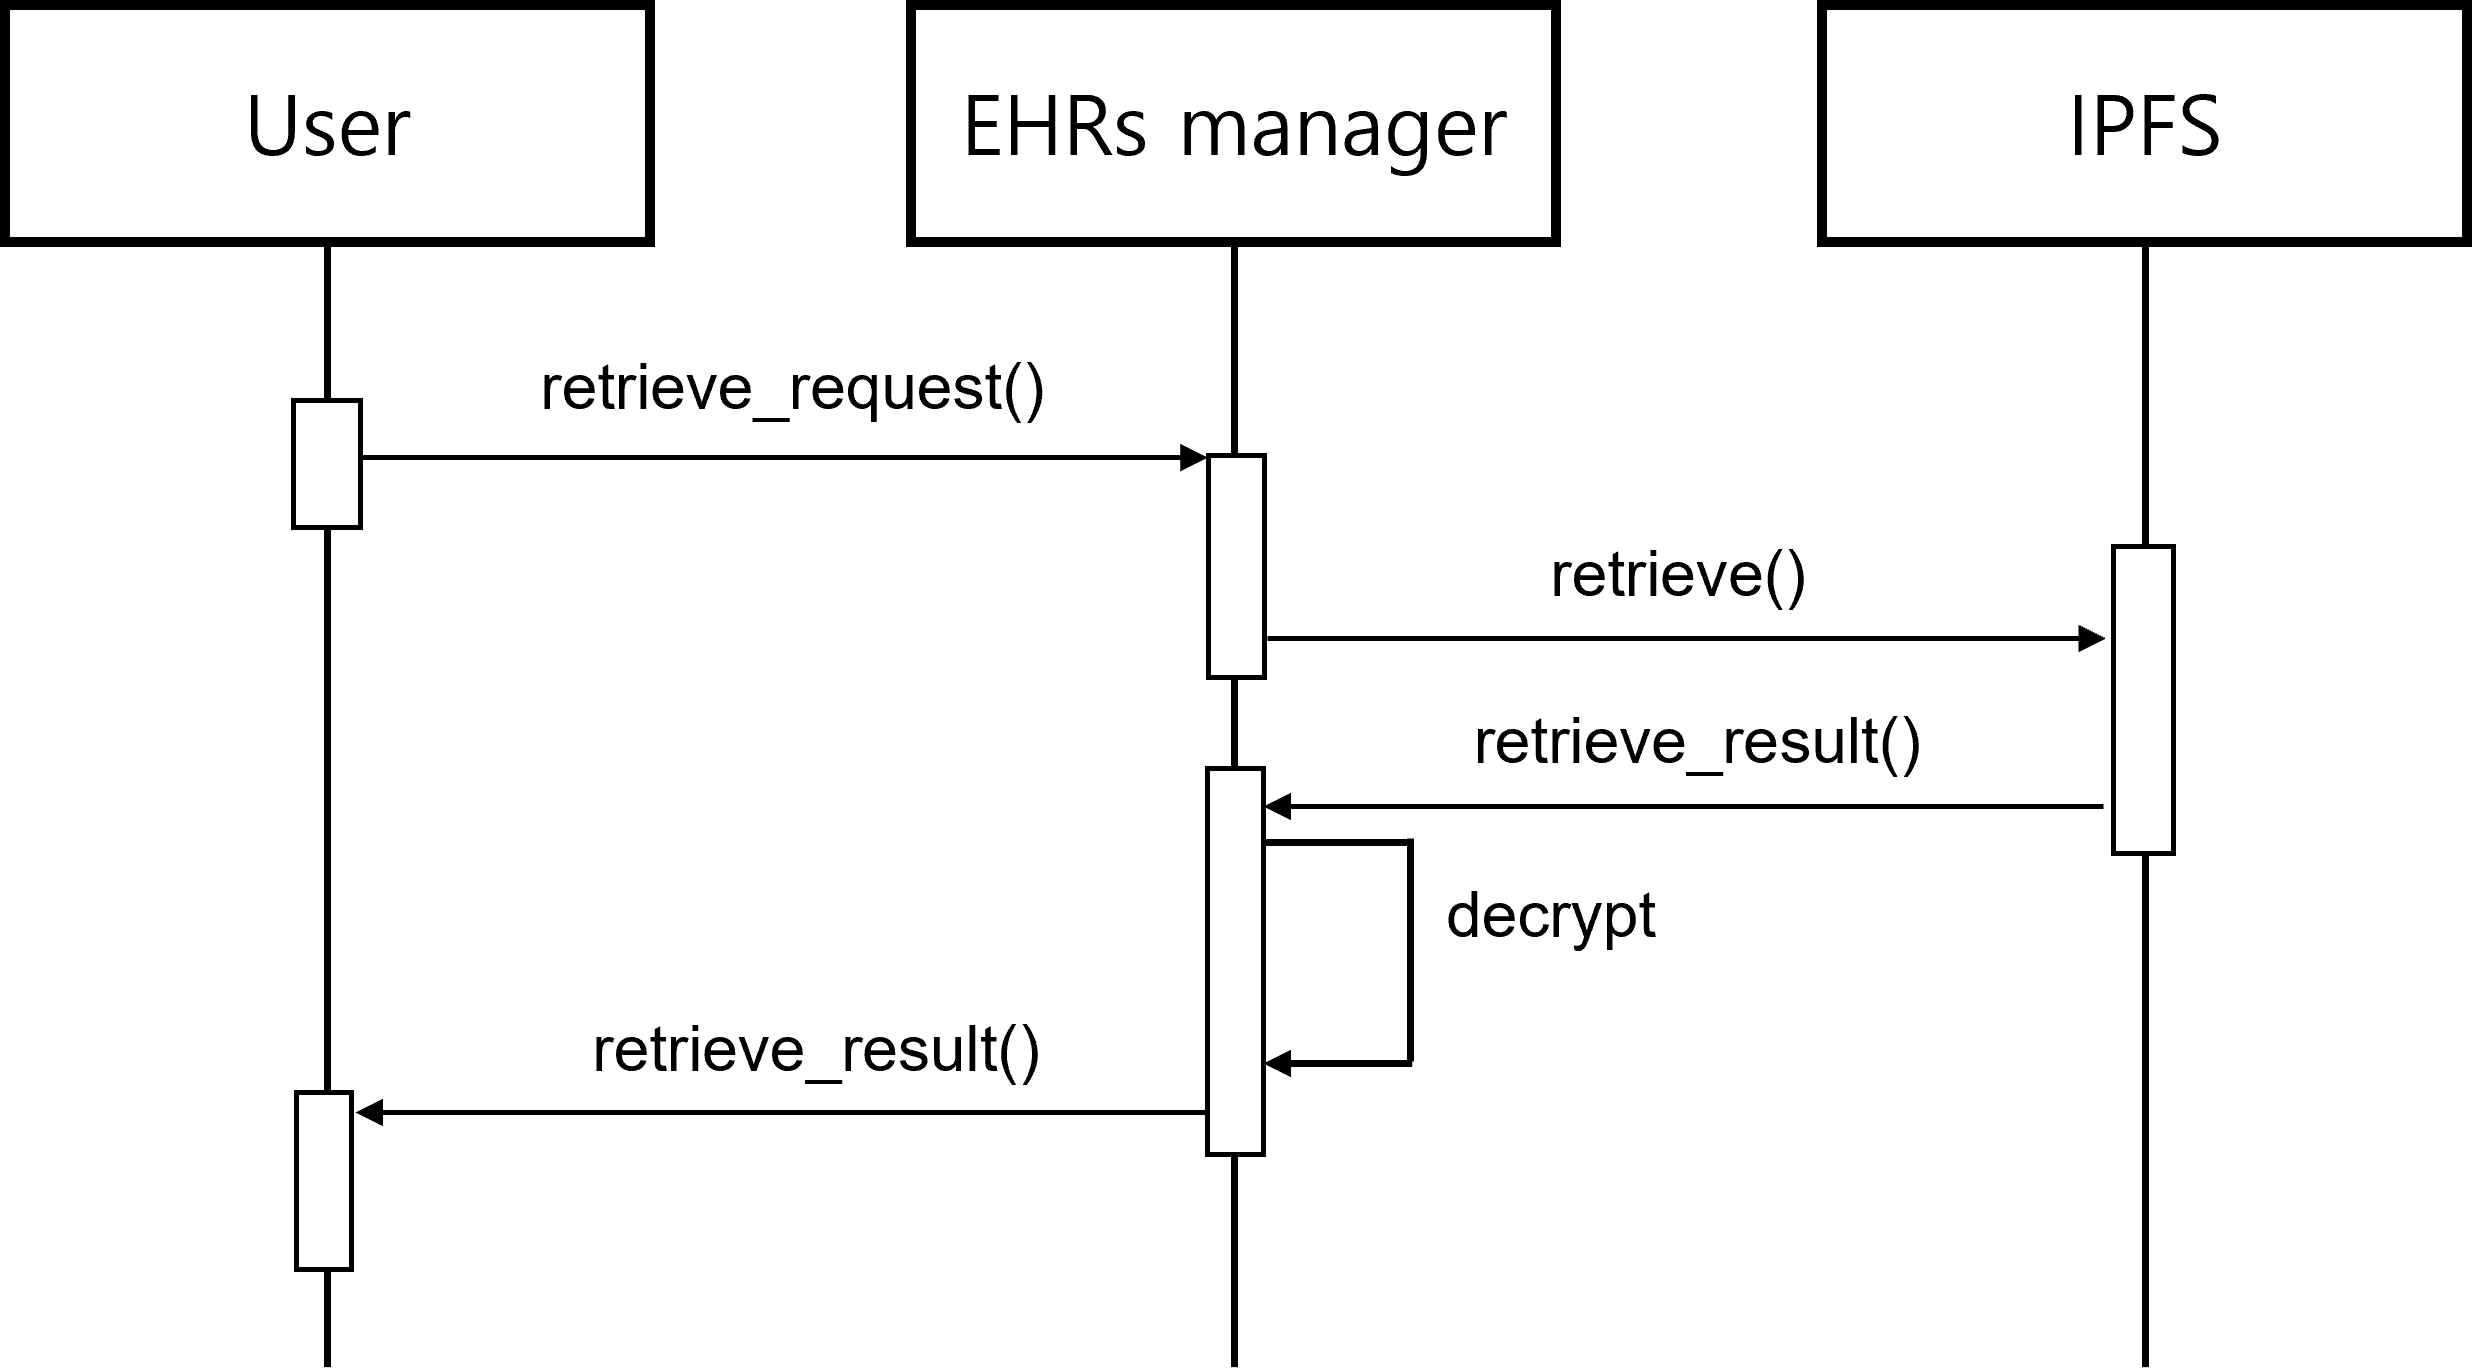 User
EHRs manager
IPFS
retrieve_request()
retrieve()
retrieve_result()
decrypt
retrieve_result()